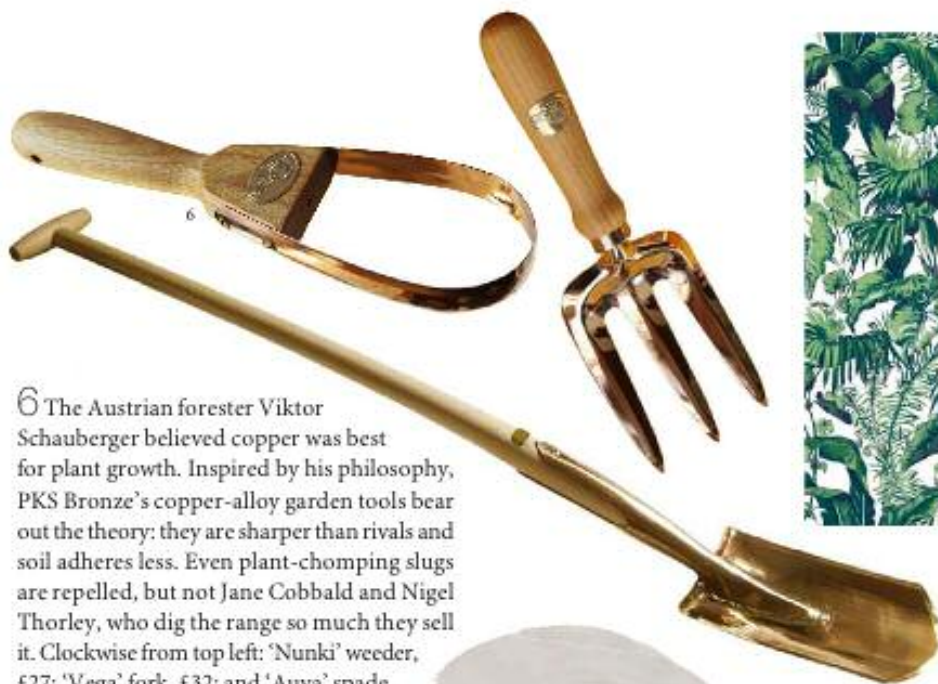 6
6 The Austrian forester Viktor
Schauberger believed copper was best
for plant growth. Inspired by his philosophy,
PKS Bronze's copper-alloy garden tools bear
out the theory: they are sharper than rivals and
soil adheres less. Even plant-chomping slugs
are repelled, but not Jane Cobbald and Nigel
Thorley, who dig the range so much they sell
it. Clockwise from top left: ‘Nunki’ weeder,
£27; ‘Vega’ fork, £32; and ‘Auva’ spade,